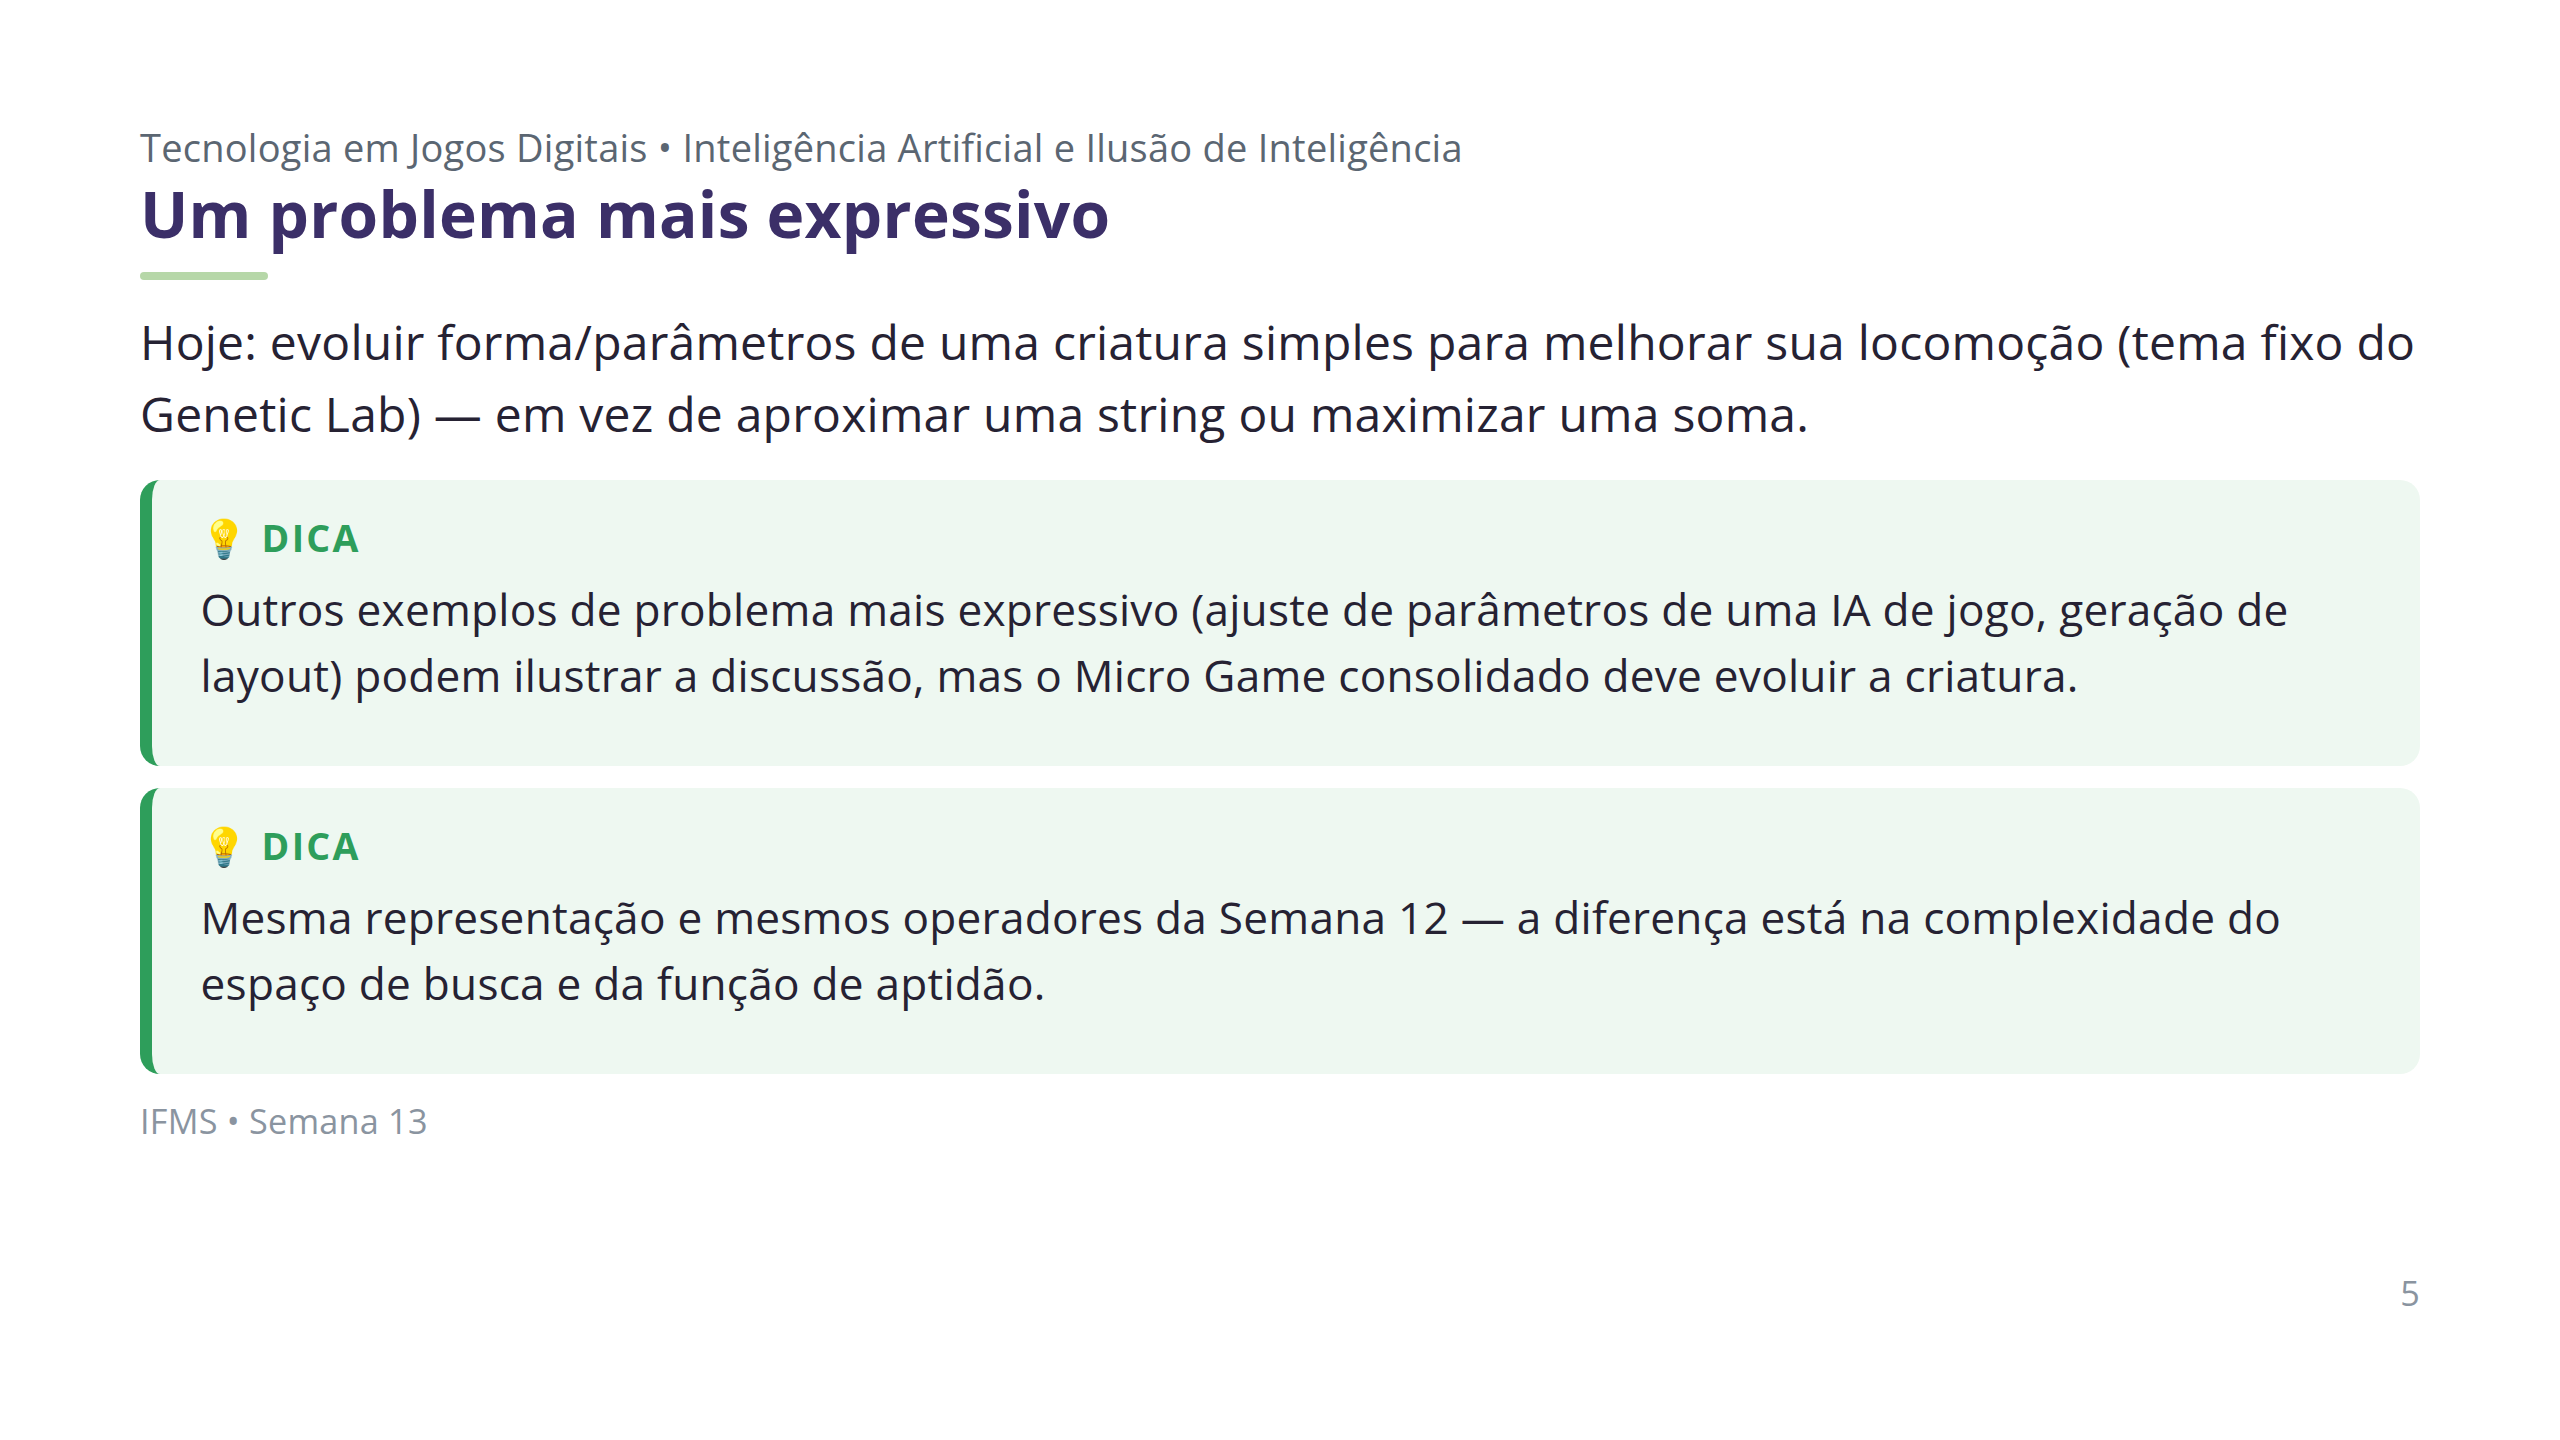 Tecnologia em Jogos Digitais • Inteligência Artificial e Ilusão de Inteligência
Um problema mais expressivo
Hoje: evoluir forma/parâmetros de uma criatura simples para melhorar sua locomoção (tema fixo do
Genetic Lab) — em vez de aproximar uma string ou maximizar uma soma.
💡 DICA
Outros exemplos de problema mais expressivo (ajuste de parâmetros de uma IA de jogo, geração de
layout) podem ilustrar a discussão, mas o Micro Game consolidado deve evoluir a criatura.
💡 DICA
Mesma representação e mesmos operadores da Semana 12 — a diferença está na complexidade do
espaço de busca e da função de aptidão.
IFMS • Semana 13
5